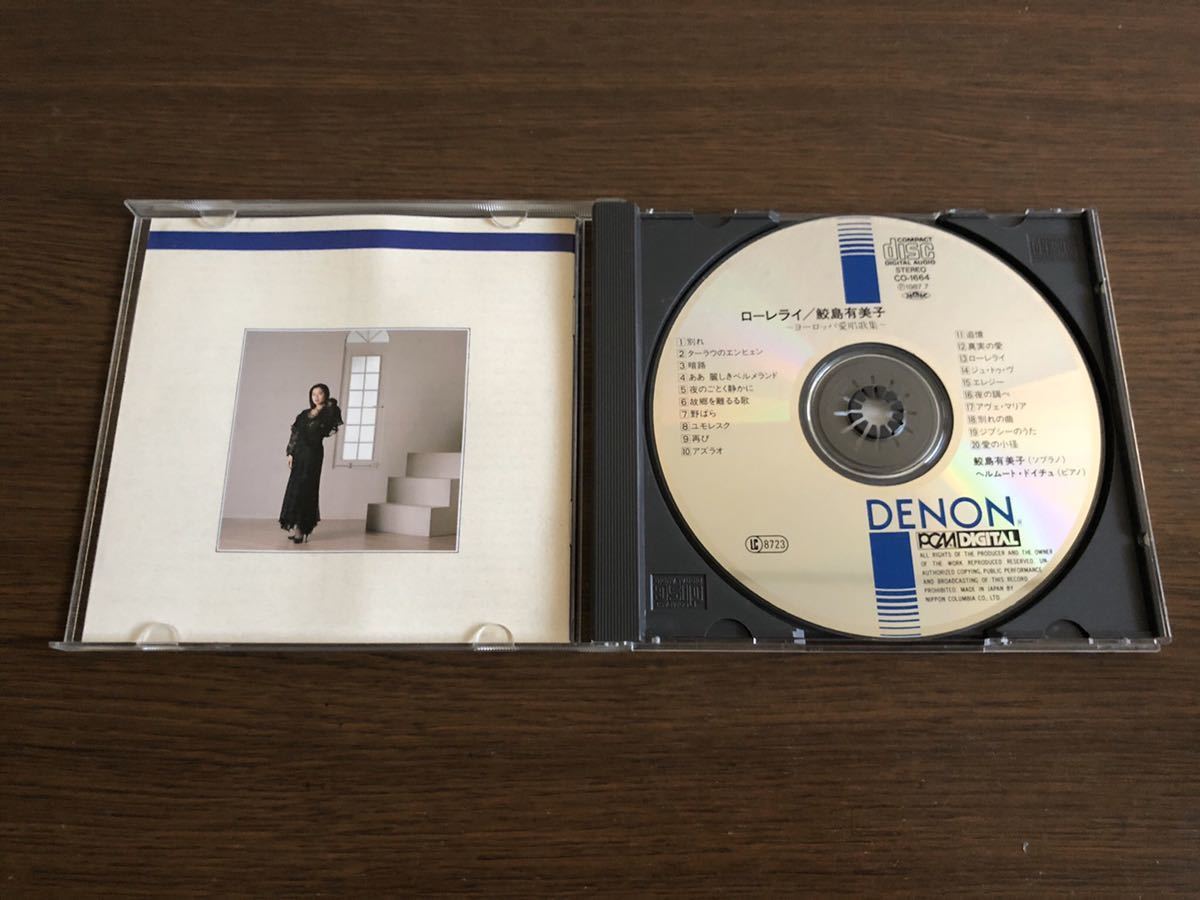 COMPACT
disc
DIGITAL AUDIO
STEREO
CO-1664
Ⓟ1987 7
ローレライ／鮫島有美子
〜ヨーロッパ愛唱歌集〜
1 別れ
2 ターラウのエンヒェン
3 暗路
4 ああ 麗しきベルメランド
5 夜のごとく静かに
6 故郷を離るる歌
7 野ばら
8 ユモレスク
9 再び
10 アズラオ
11 追憶
12 真実の愛
13 ローレライ
14 ジュ・トゥ・ヴ
15 エレジー
16 夜の調べ
17 アヴェ・マリア
18 別れの曲
19 ジプシーのうた
20 愛の小径
鮫島有美子(ソプラノ)
ヘルムート・ドイチュ(ピアノ)
DENON
PCM DIGITAL
LC 8723
ALL RIGHTS OF THE PRODUCER AND THE OWNER
OF THE WORK REPRODUCED RESERVED. UN-
AUTHORIZED COPYING, PUBLIC PERFORMANCE
AND BROADCASTING OF THIS RECORD
PROHIBITED. MADE IN JAPAN BY
NIPPON COLUMBIA CO., LTD.